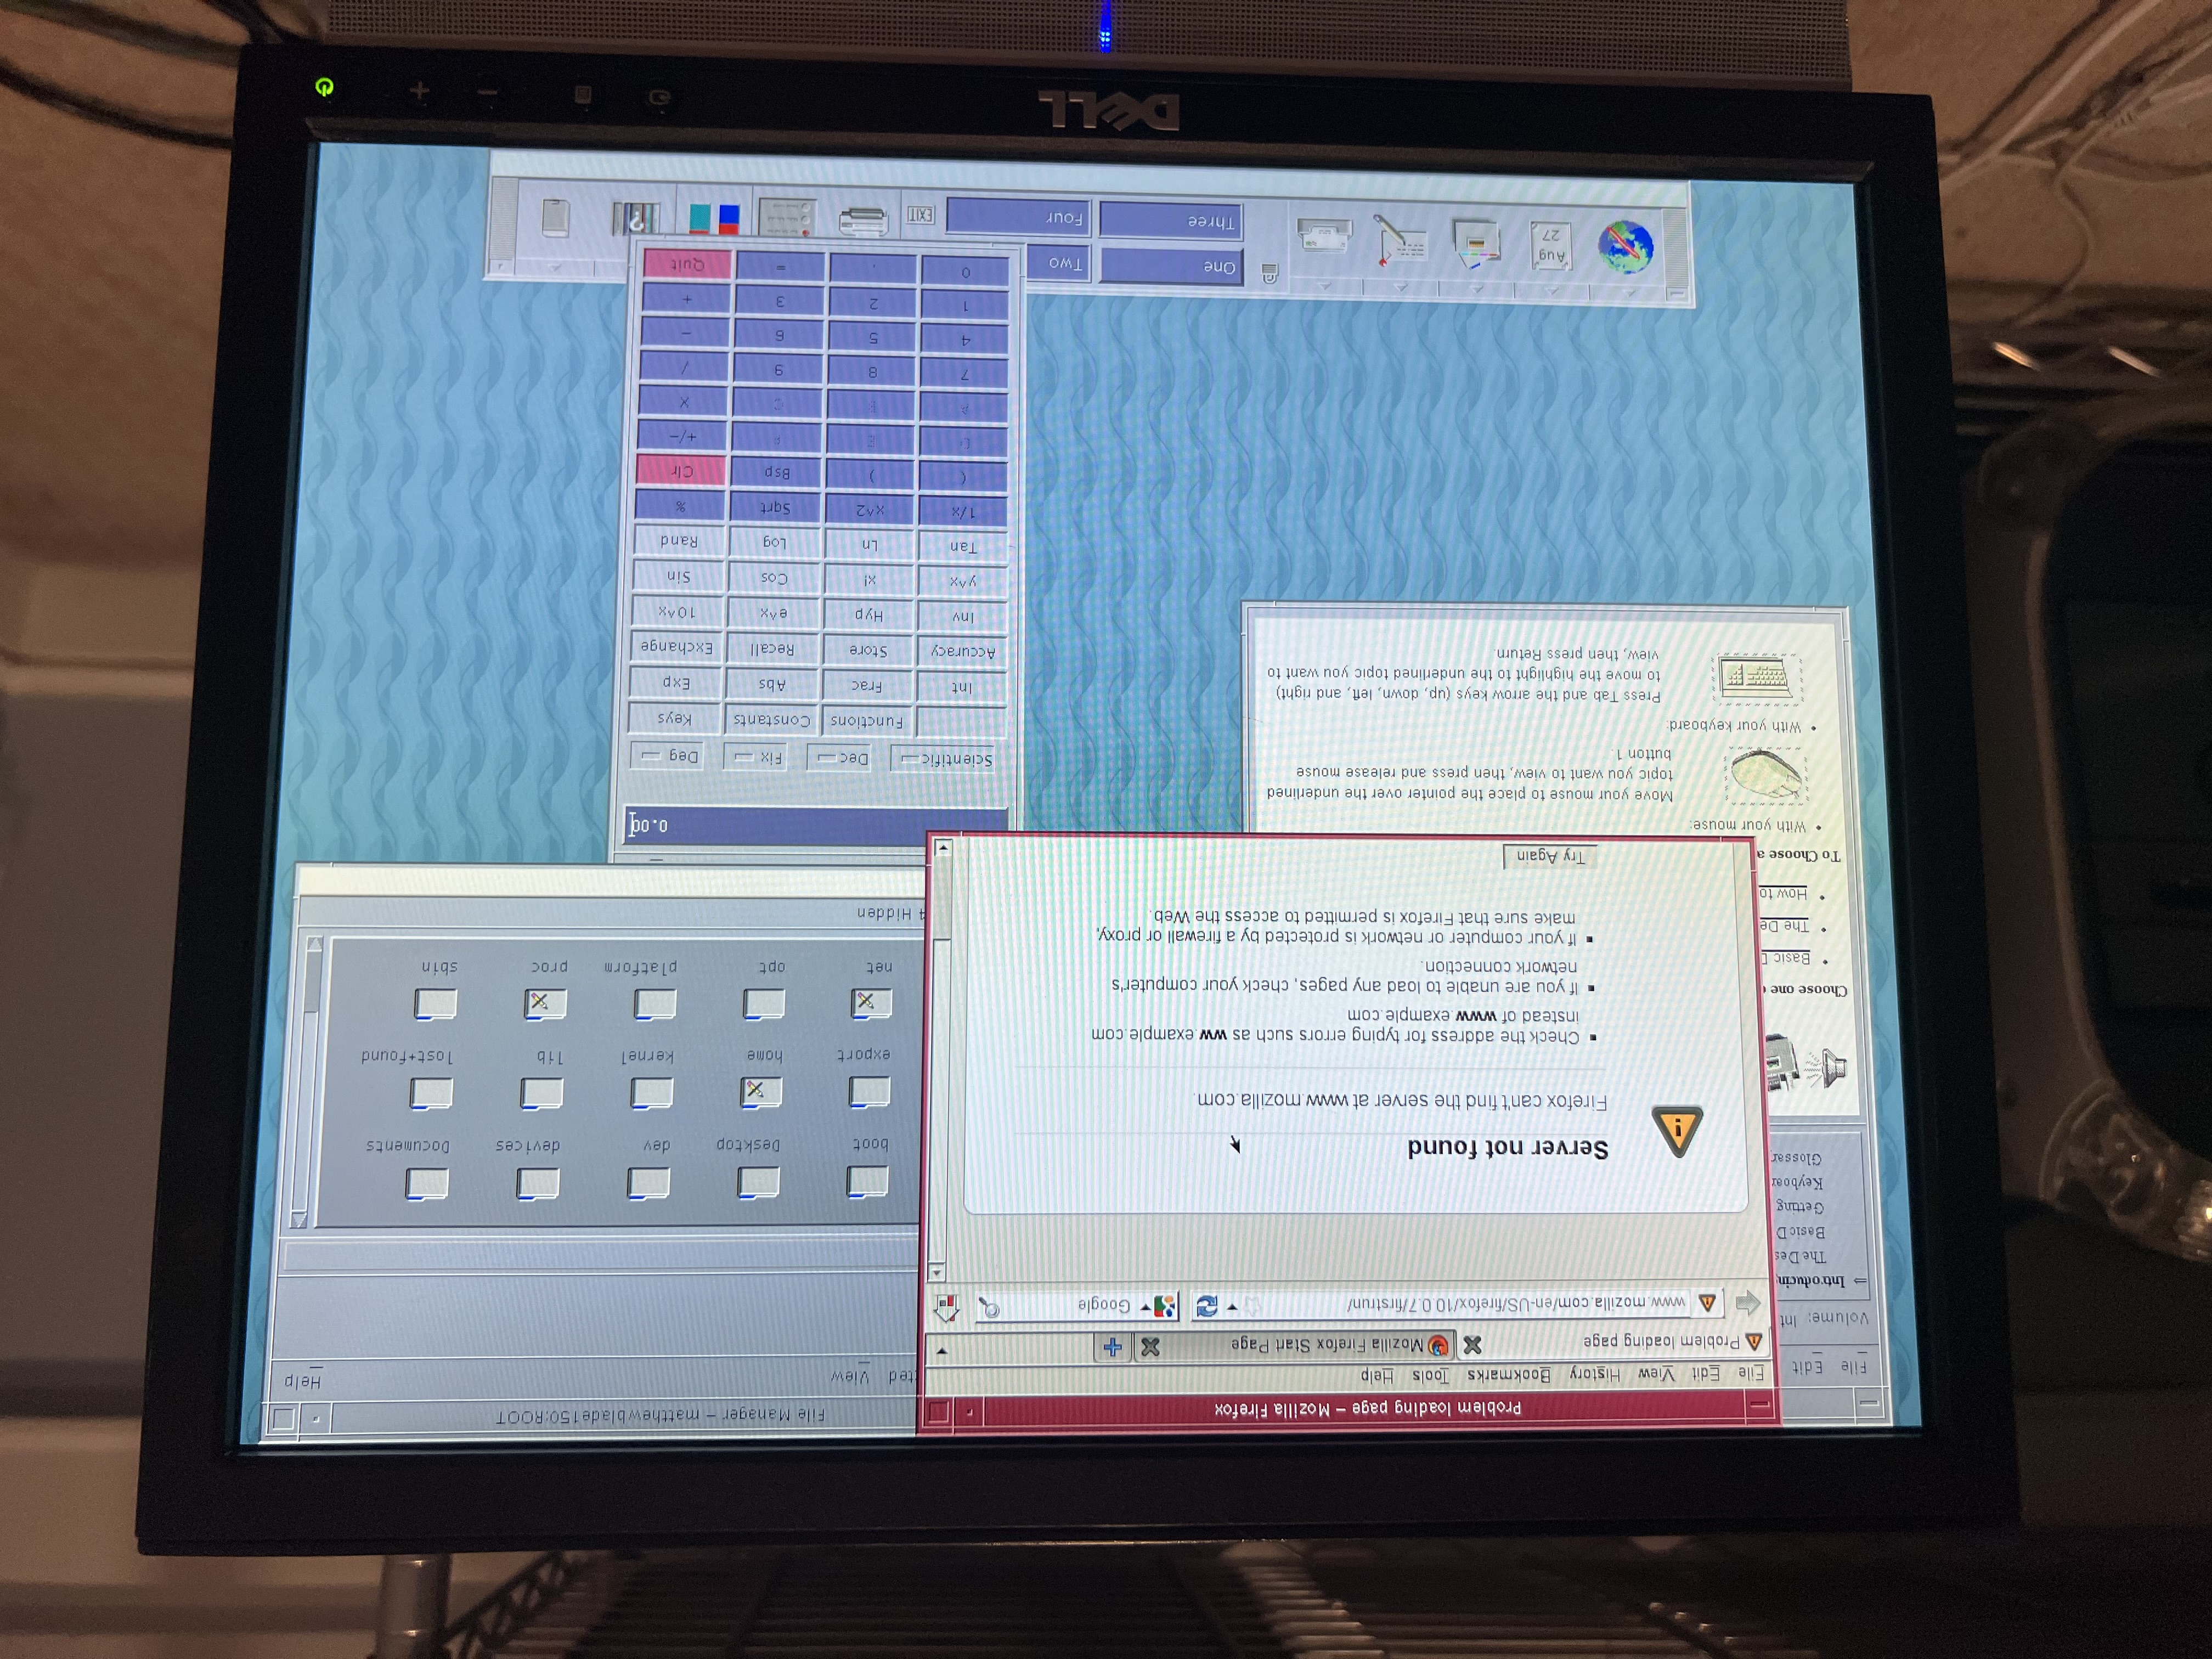 Problem loading page – Mozilla Firefox
File Edit View History Bookmarks Tools Help
Problem loading page
Mozilla Firefox Start Page
www.mozilla.com/en-US/firefox/10.0.7/firstrun/
Google
Server not found
Firefox can't find the server at www.mozilla.com.
Check the address for typing errors such as ww.example.com
instead of www.example.com
If you are unable to load any pages, check your computer's
network connection.
If your computer or network is protected by a firewall or proxy,
make sure that Firefox is permitted to access the Web.
Try Again
File Manager – matthewblade150:ROOT
View Help
boot Desktop dev devices Documents
export home kernel lib lost+found
net opt platform proc sbin
Hidden
File Edit
Volume:
The
Basic
Getting
Choose one
Basic
The
How to
To Choose a
With your mouse:
Move your mouse to place the pointer over the underlined
topic you want to view, then press and release mouse
button 1.
With your keyboard:
Press Tab and the arrow keys (up, down, left, and right)
to move the highlight to the underlined topic you want to
view, then press Return.
0.00
Scientific Dec Fix Deg
Functions Constants Keys
Int Frac Abs Exp
Accuracy Store Recall Exchange
Inv Hyp e^x 10^x
y^x x! Cos Sin
Tan Ln Log Rand
1/x x^2 Sqrt %
( ) Bsp Clr
D E F +/-
A B C X
7 8 9 /
4 5 6 −
1 2 3 +
0 . = Quit
Aug
27
One Two
Three Four
EXIT
?
DELL